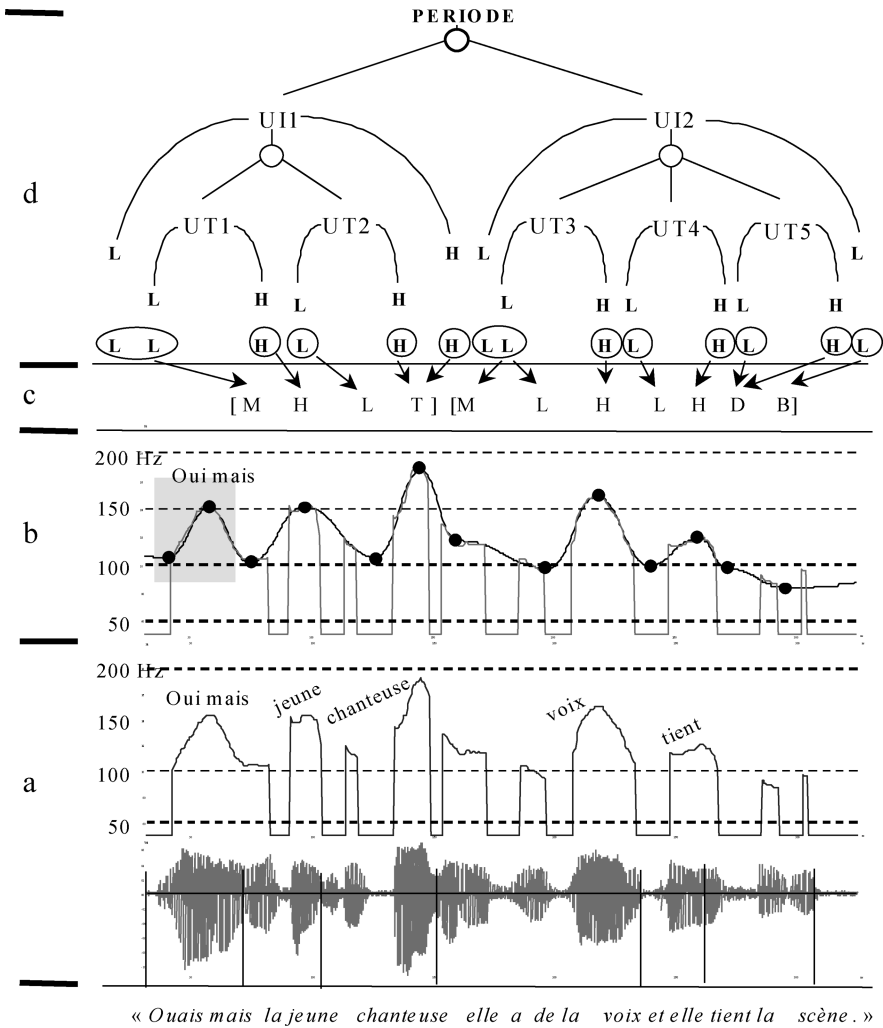 PERIODE
UI1 UI2
d
UT1 UT2 UT3 UT4 UT5
L H L L
L H L H L H L H L H
L L H L H H L L H L H L H L
c [ M H L T ] [M L H L H D B]
200 Hz
Oui mais
150
b
100
50
200 Hz
Oui mais jeune chanteuse voix tient
150
a
100
50
« Ouais mais la jeune chanteuse elle a de la voix et elle tient la scène. »